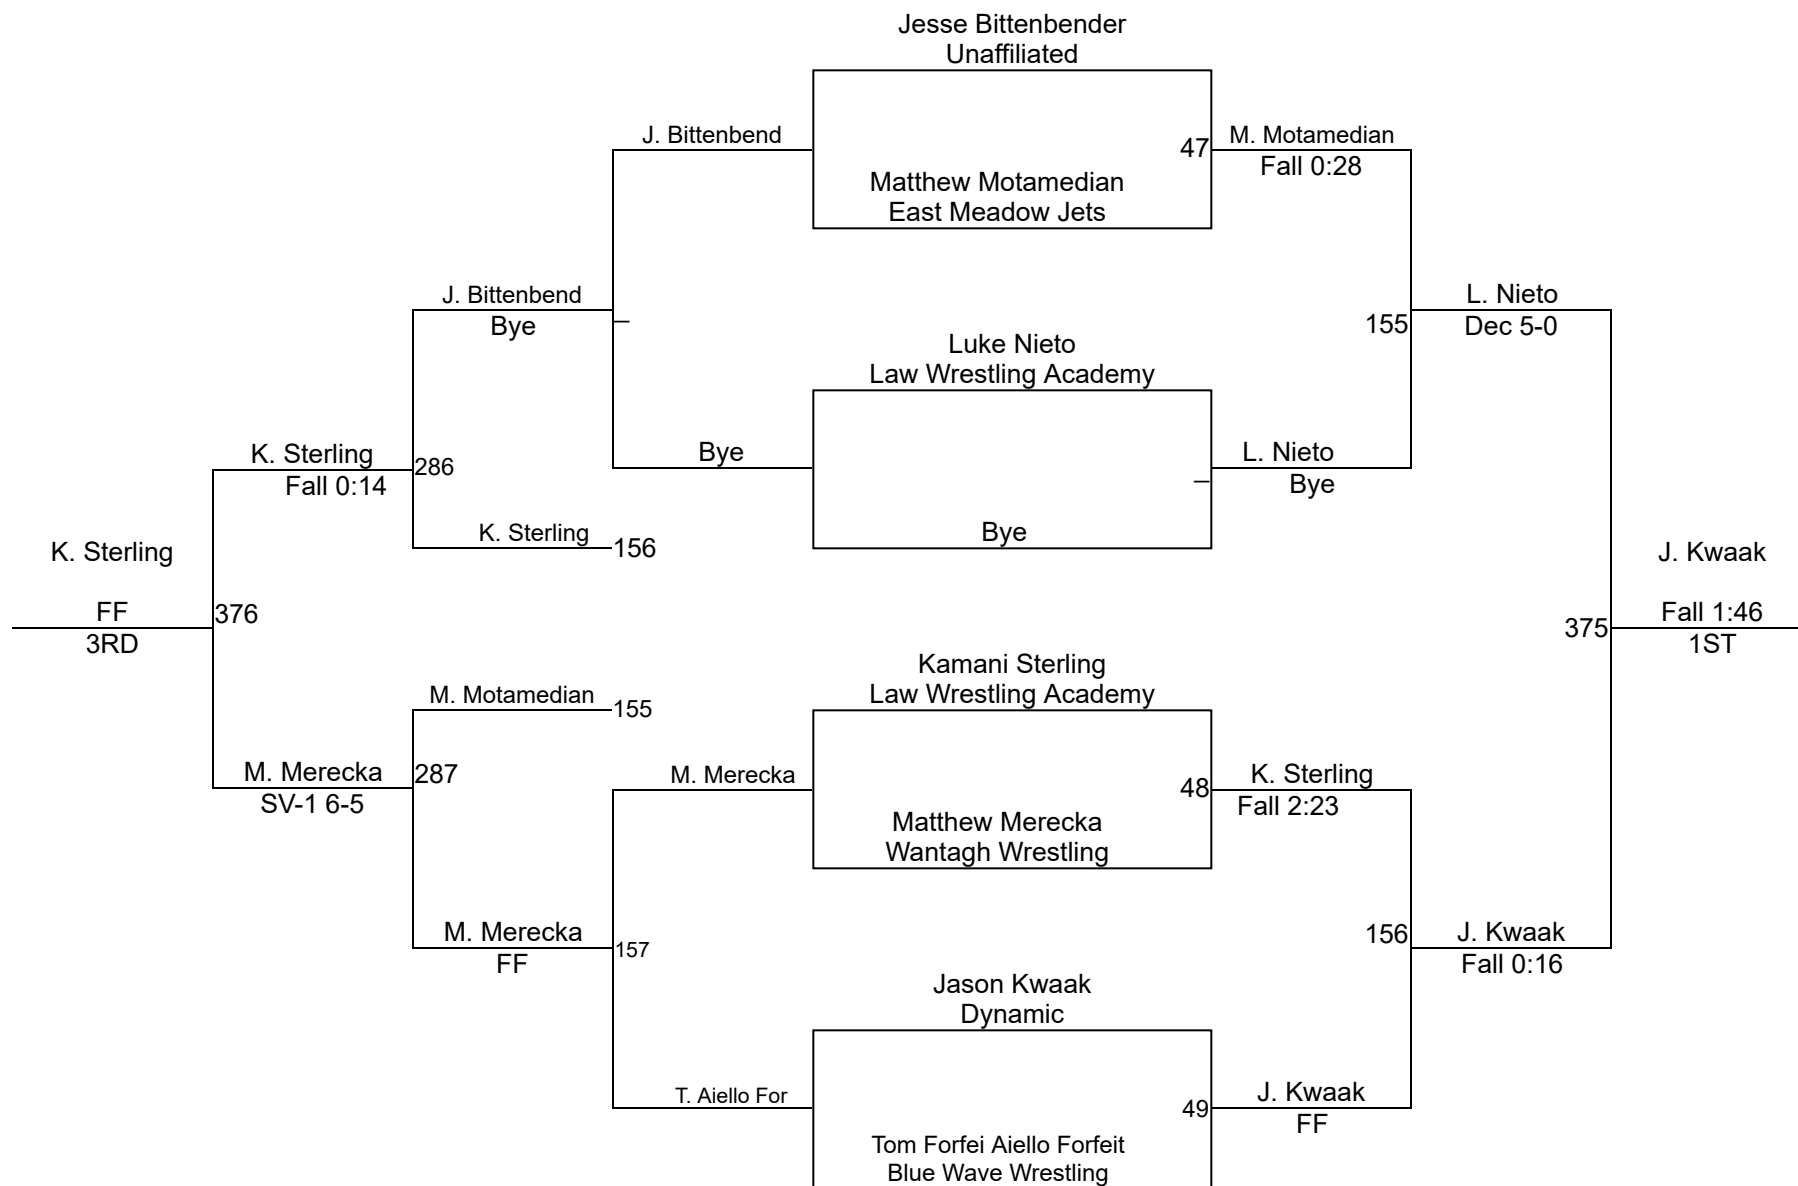 Jesse Bittenbender
Unaffiliated
J. Bittenbend
47
M. Motamedian
Fall 0:28
Matthew Motamedian
East Meadow Jets
J. Bittenbend
Bye
–
L. Nieto
155
Dec 5-0
Luke Nieto
Law Wrestling Academy
K. Sterling
286
Fall 0:14
Bye
L. Nieto
–
Bye
K. Sterling
156
Bye
K. Sterling
J. Kwaak
FF
376
3RD
Fall 1:46
375
1ST
Kamani Sterling
Law Wrestling Academy
M. Motamedian
155
M. Merecka
287
SV-1 6-5
M. Merecka
48
K. Sterling
Fall 2:23
Matthew Merecka
Wantagh Wrestling
M. Merecka
157
FF
156
J. Kwaak
Fall 0:16
Jason Kwaak
Dynamic
T. Aiello For
49
J. Kwaak
FF
Tom Forfei Aiello Forfeit
Blue Wave Wrestling